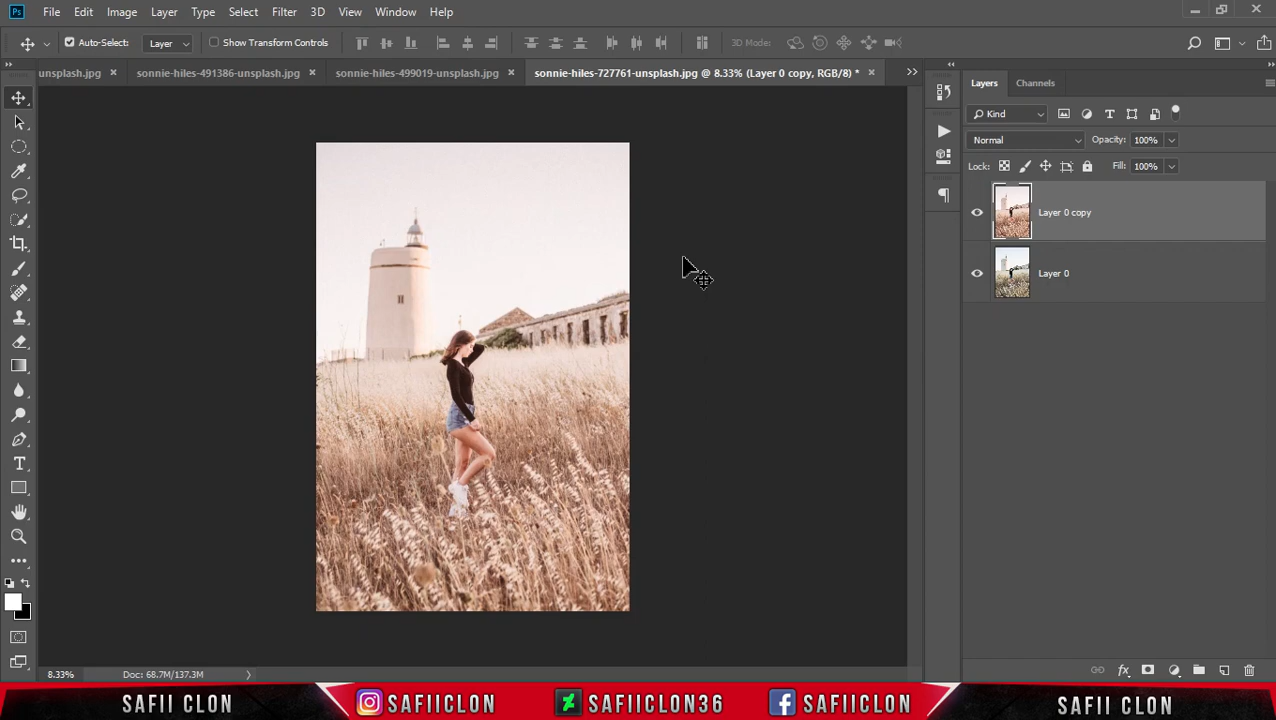 Ps File Edit Image Layer Type Select Filter 3D View Window Help
Auto-Select: Layer Show Transform Controls 3D Mode:
unsplash.jpg sonnie-hiles-491386-unsplash.jpg sonnie-hiles-499019-unsplash.jpg sonnie-hiles-727761-unsplash.jpg @ 8.33% (Layer 0 copy, RGB/8) *
Layers Channels
Kind
Normal Opacity: 100%
Lock: Fill: 100%
Layer 0 copy
Layer 0
8.33% Doc: 68.7M/137.3M
SAFII CLON SAFIICLON SAFIICLON36 SAFIICLON SAFII CLON